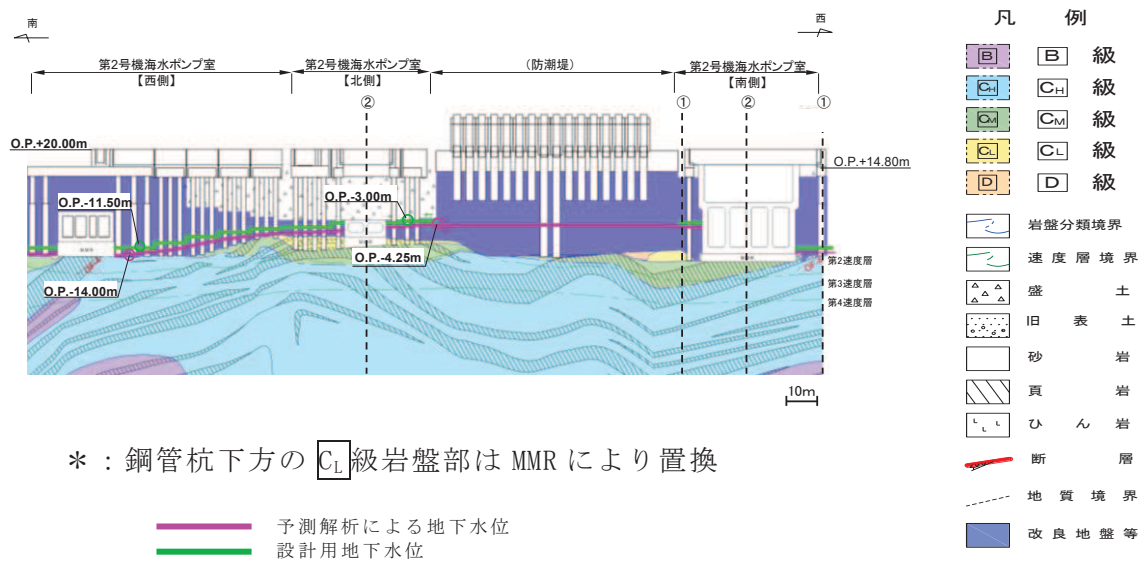 南
西
第2号機海水ポンプ室
【西側】
第2号機海水ポンプ室
【北側】
(防潮堤)
第2号機海水ポンプ室
【南側】
②
①
②
①
O.P.+20.00m
O.P.+14.80m
O.P.-11.50m
O.P.-3.00m
O.P.-4.25m
O.P.-14.00m
第2速度層
第3速度層
第4速度層
10m
*:鋼管杭下方のCL級岩盤部はMMRにより置換
予測解析による地下水位
設計用地下水位
凡 例
B B 級
CH CH 級
CM CM 級
CL CL 級
D D 級
岩盤分類境界
速度層境界
盛土
旧表土
砂岩
頁岩
ひん岩
断層
地質境界
改良地盤等